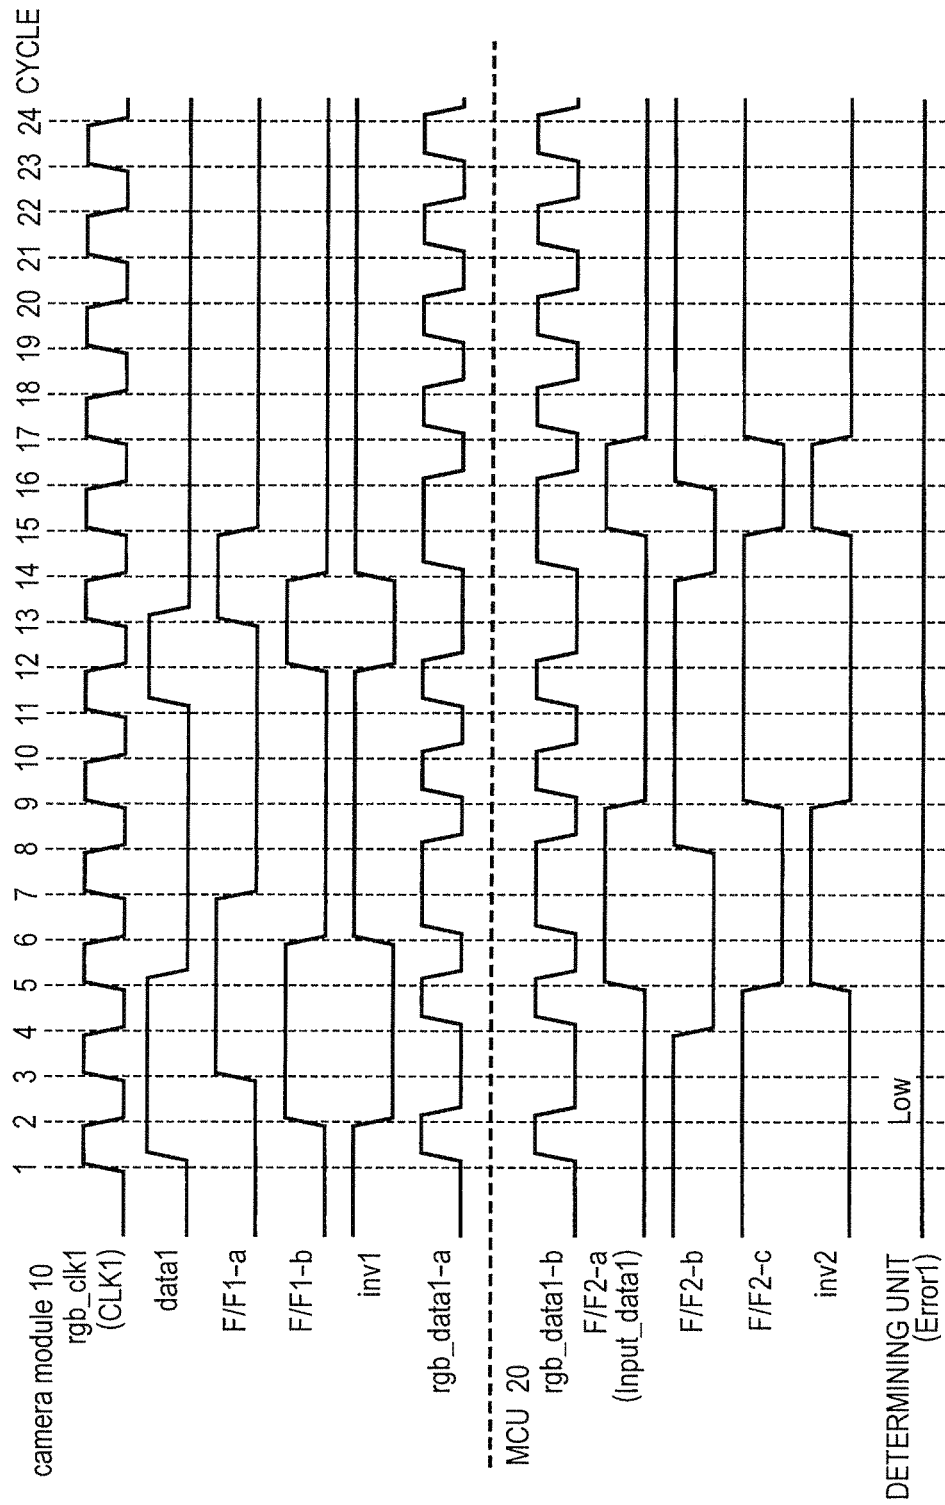 CYCLE
1 2 3 4 5 6 7 8 9 10 11 12 13 14 15 16 17 18 19 20 21 22 23 24
camera module 10
rgb_clk1
(CLK1)
data1
F/F1-a
F/F1-b
inv1
rgb_data1-a
MCU 20
rgb_data1-b
F/F2-a
(Input_data1)
F/F2-b
F/F2-c
inv2
DETERMINING UNIT
(Error1)
Low